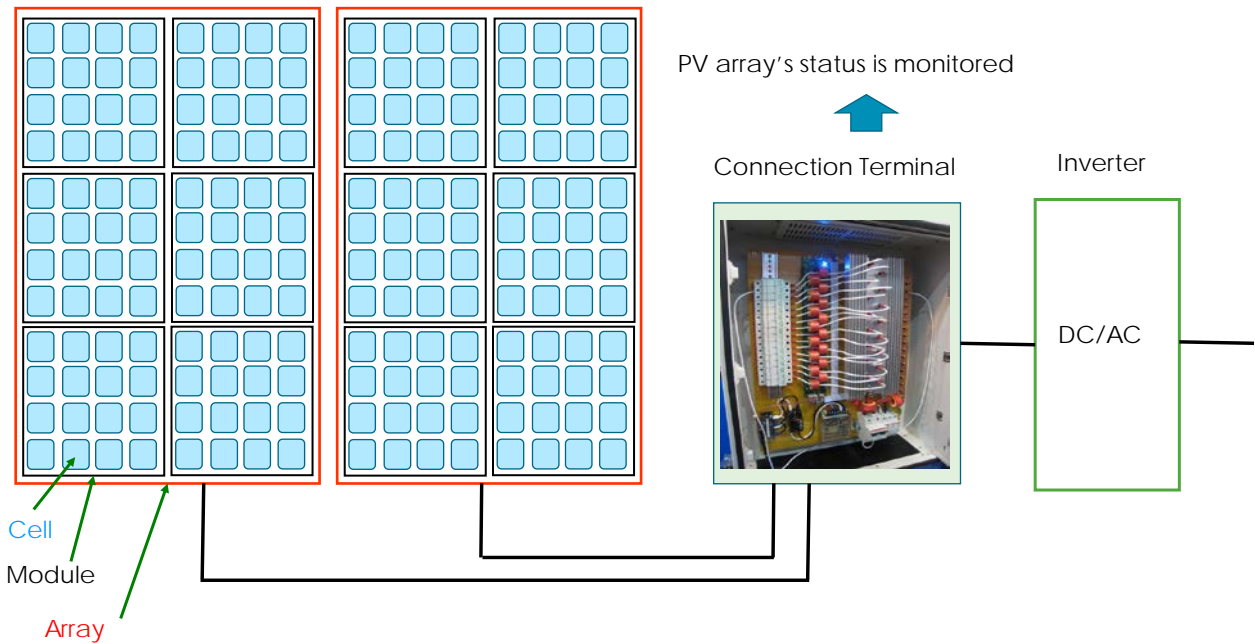 PV array’s status is monitored
Connection Terminal
Inverter
DC/AC
Cell
Module
Array